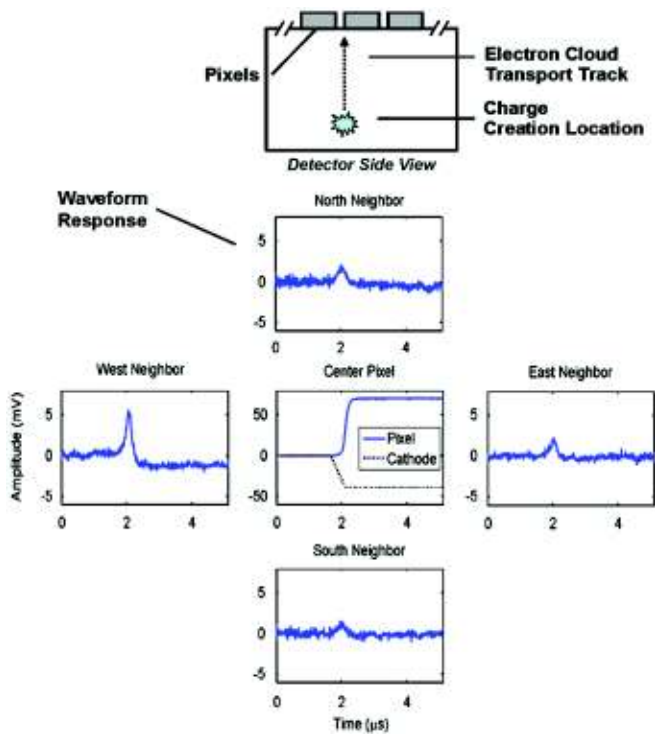 Pixels
Electron Cloud
Transport Track
Charge
Creation Location
Detector Side View
Waveform
Response
North Neighbor
5
0
-5
0 2 4
West Neighbor
Amplitude (mV)
5
0
-5
0 2 4
Center Pixel
50
0
-50
Pixel
Cathode
0 2 4
East Neighbor
5
0
-5
0 2 4
South Neighbor
5
0
-5
0 2 4
Time (μs)